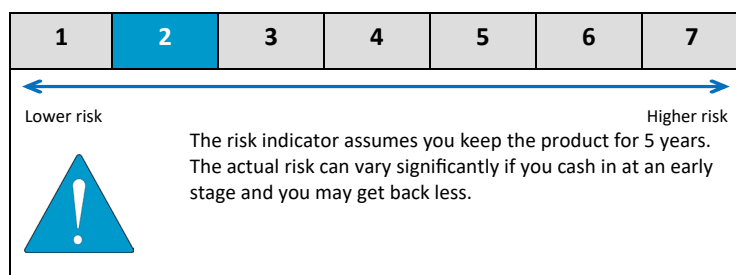 1 2 3 4 5 6 7
Lower risk Higher risk
The risk indicator assumes you keep the product for 5 years.
The actual risk can vary significantly if you cash in at an early
stage and you may get back less.